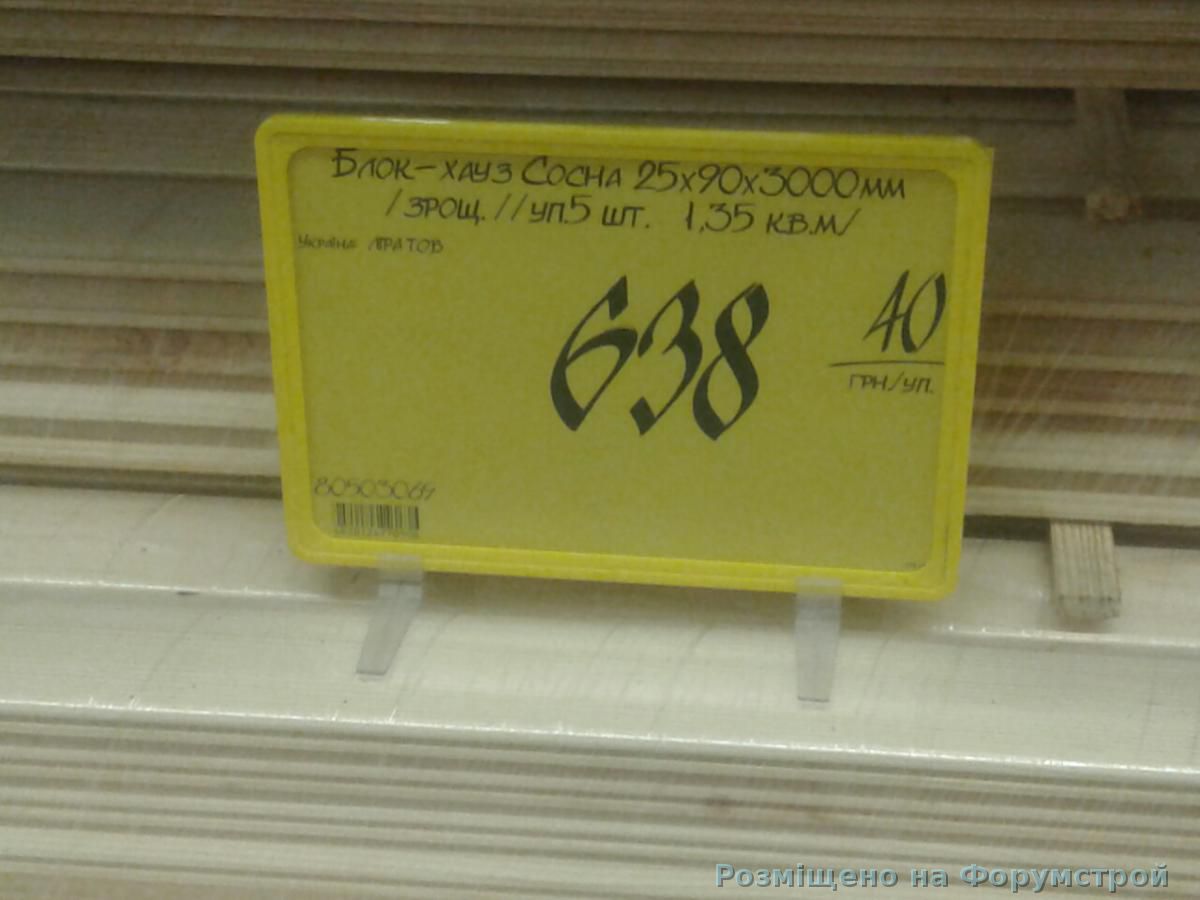 Блок-хауз Сосна 25х90х3000мм
/зрощ.//уп.5 шт. 1,35 кв.м/
Україна АРАТОВ
638
40
грн/уп.
80503069
Розміщено на Форумстрой